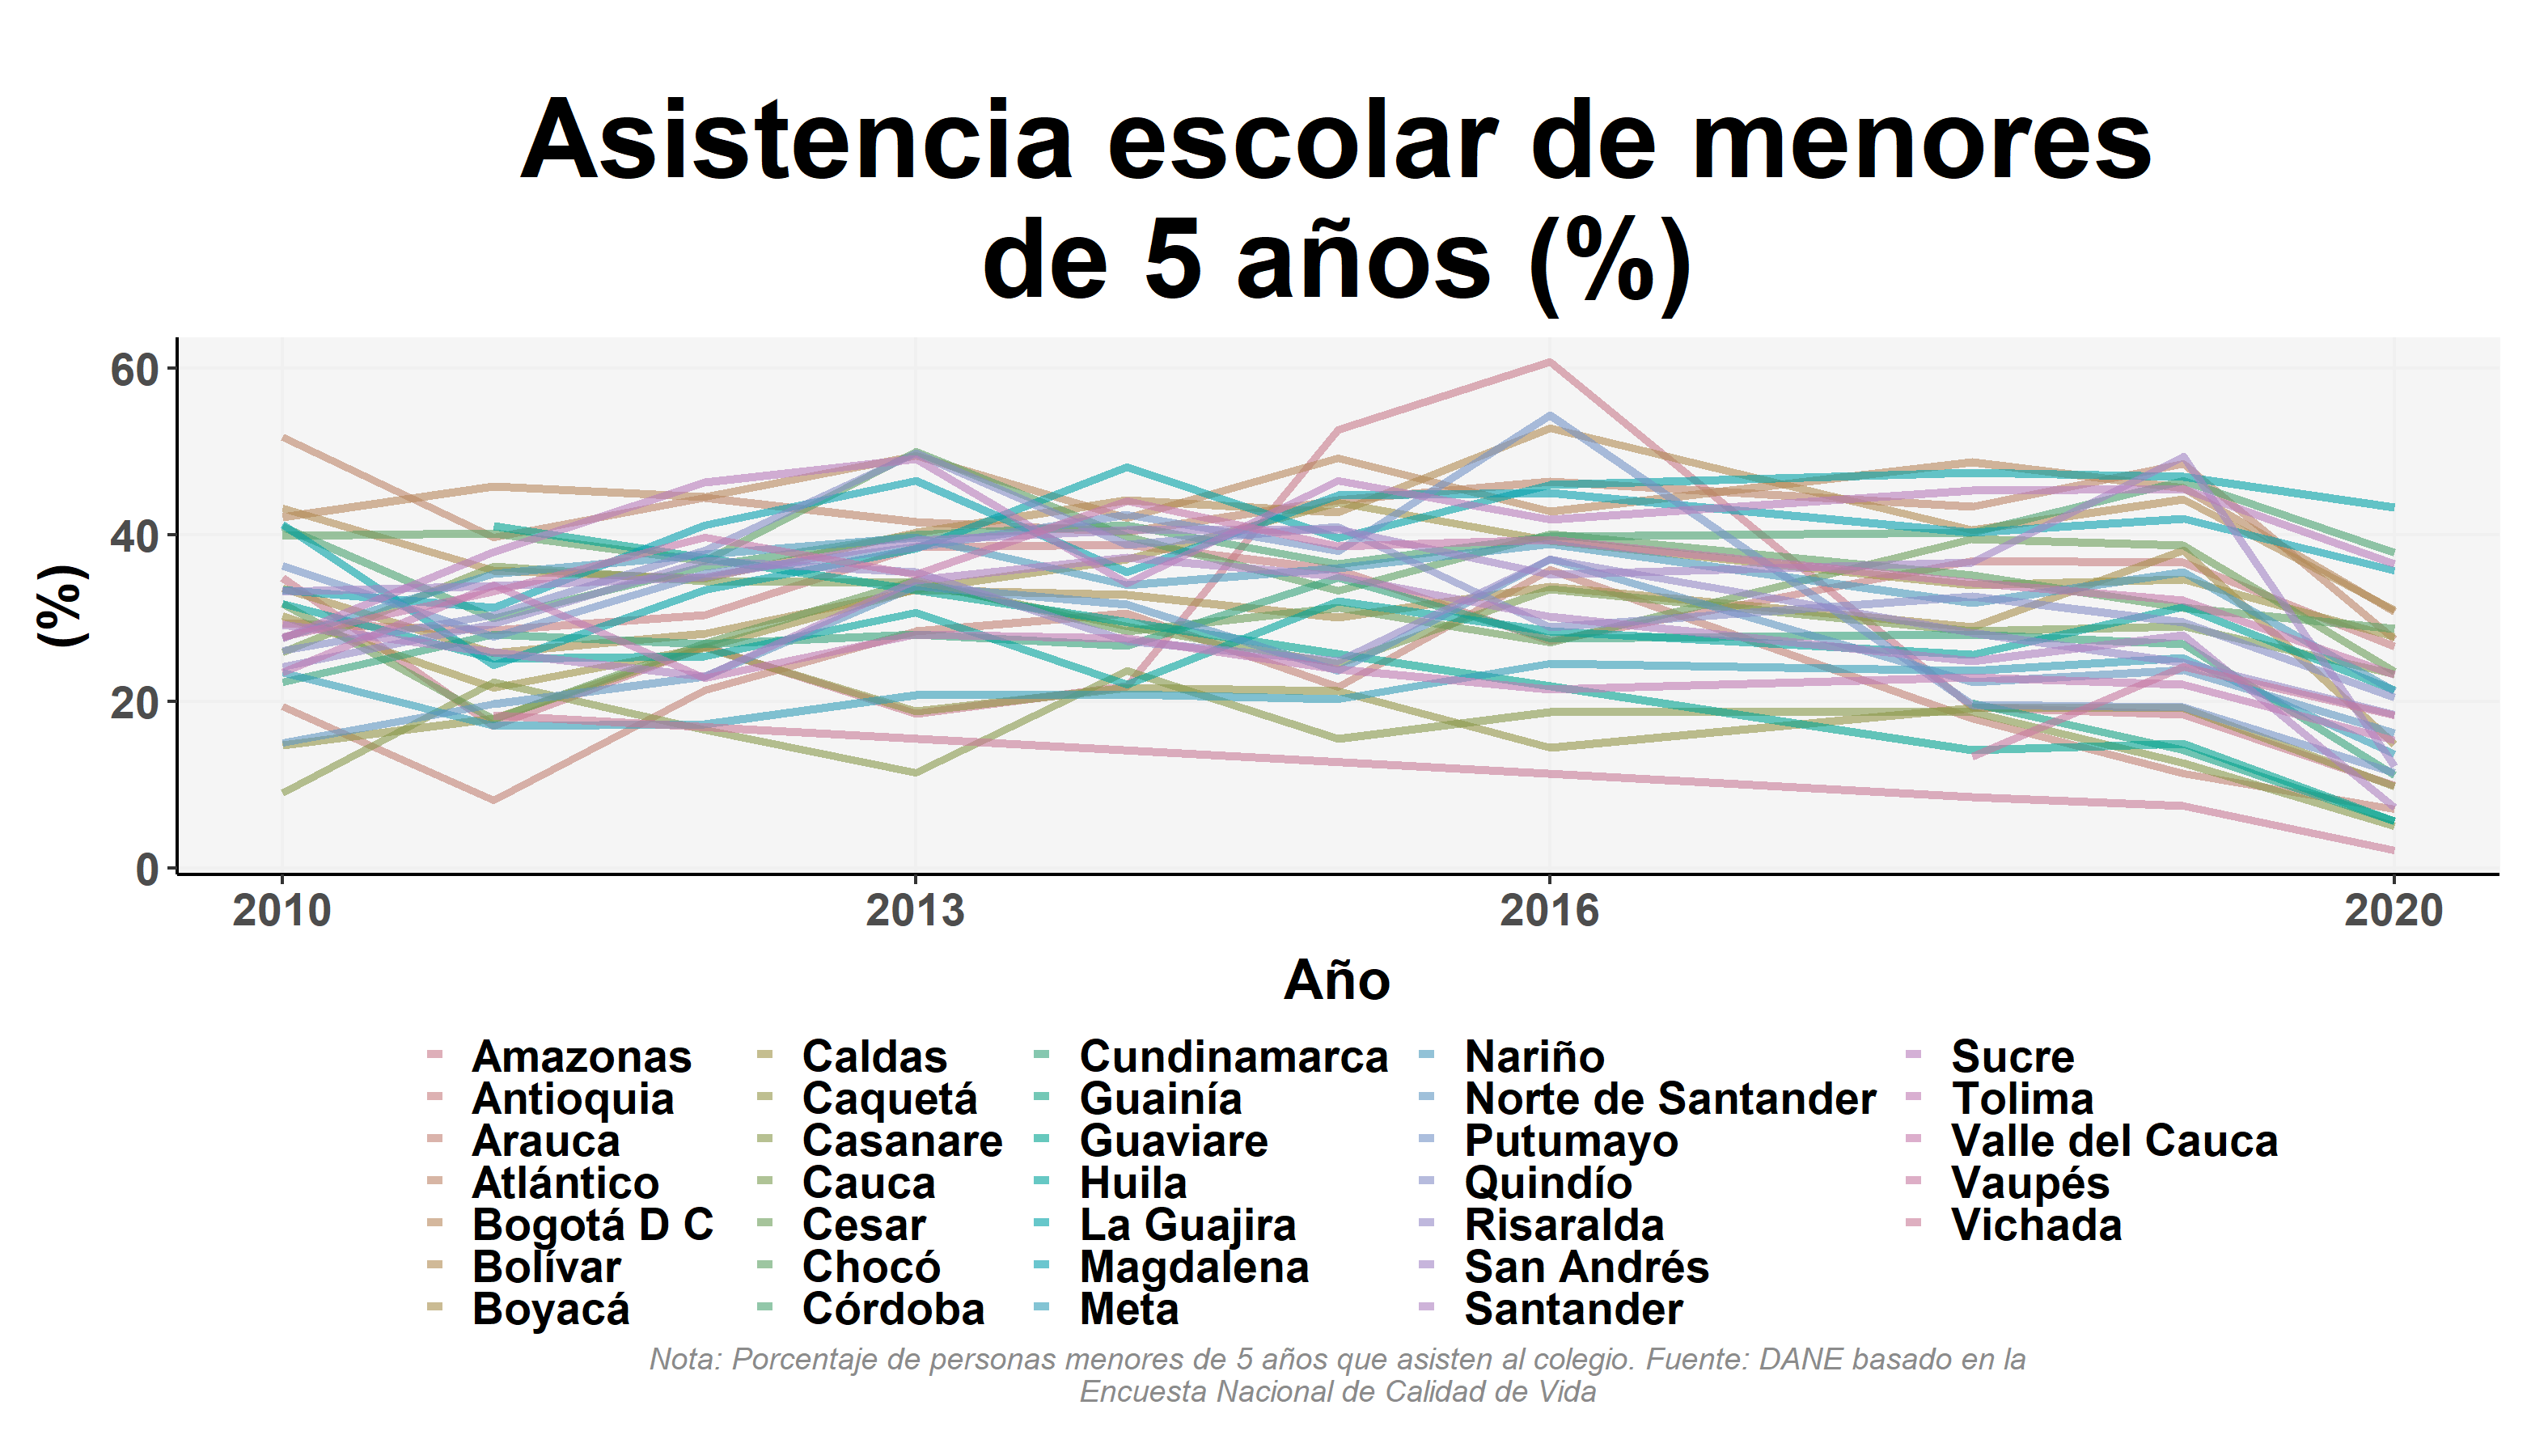 Asistencia escolar de menores
de 5 años (%)
(%)
60
40
20
0
2010 2013 2016 2020
Año
Amazonas
Antioquia
Arauca
Atlántico
Bogotá D C
Bolívar
Boyacá
Caldas
Caquetá
Casanare
Cauca
Cesar
Chocó
Córdoba
Cundinamarca
Guainía
Guaviare
Huila
La Guajira
Magdalena
Meta
Nariño
Norte de Santander
Putumayo
Quindío
Risaralda
San Andrés
Santander
Sucre
Tolima
Valle del Cauca
Vaupés
Vichada
Nota: Porcentaje de personas menores de 5 años que asisten al colegio. Fuente: DANE basado en la
Encuesta Nacional de Calidad de Vida